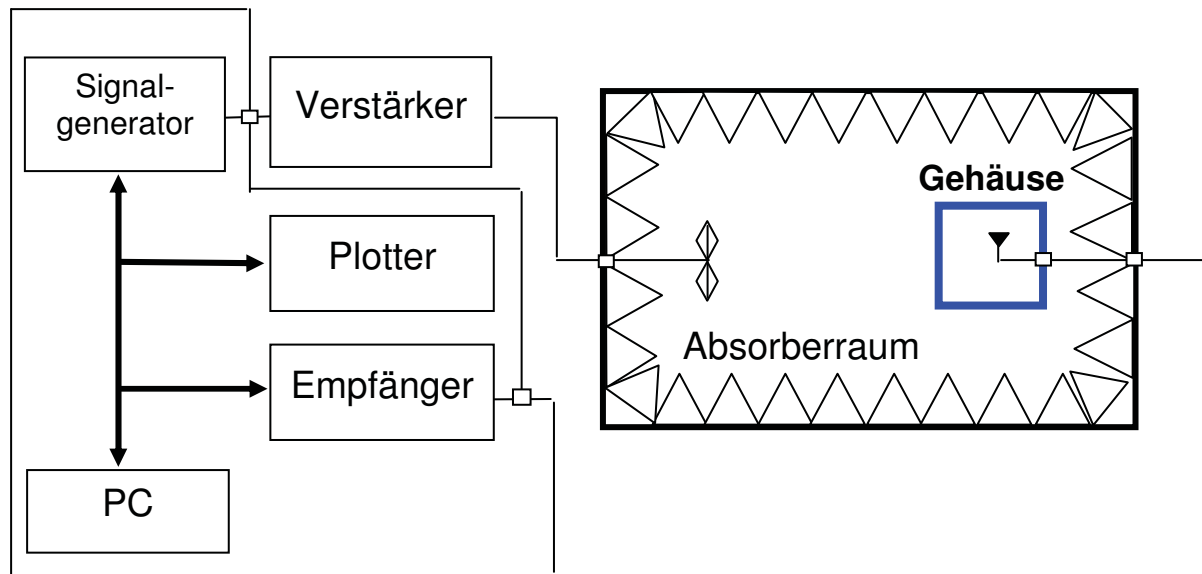 Signal-
generator
Verstärker
Plotter
Empfänger
PC
Gehäuse
Absorberraum